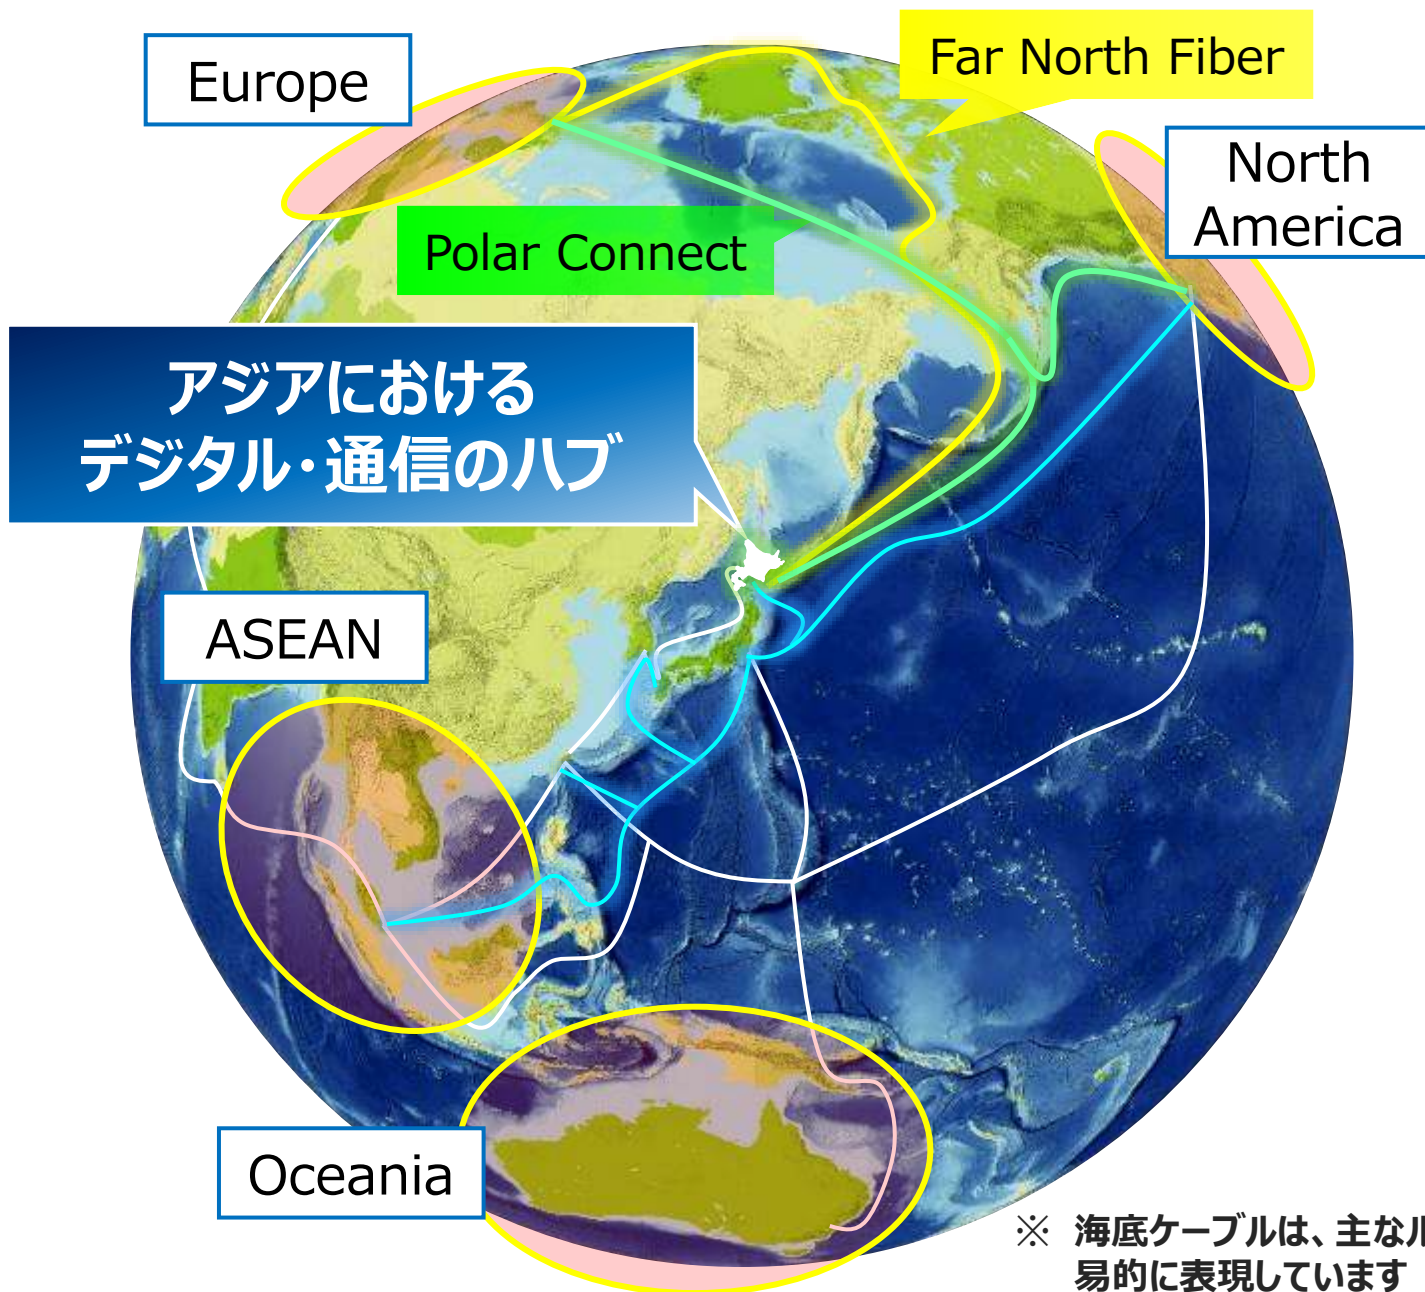 Europe
Far North Fiber
North
America
Polar Connect
アジアにおける
デジタル・通信のハブ
ASEAN
Oceania
※ 海底ケーブルは、主なル
易的に表現しています